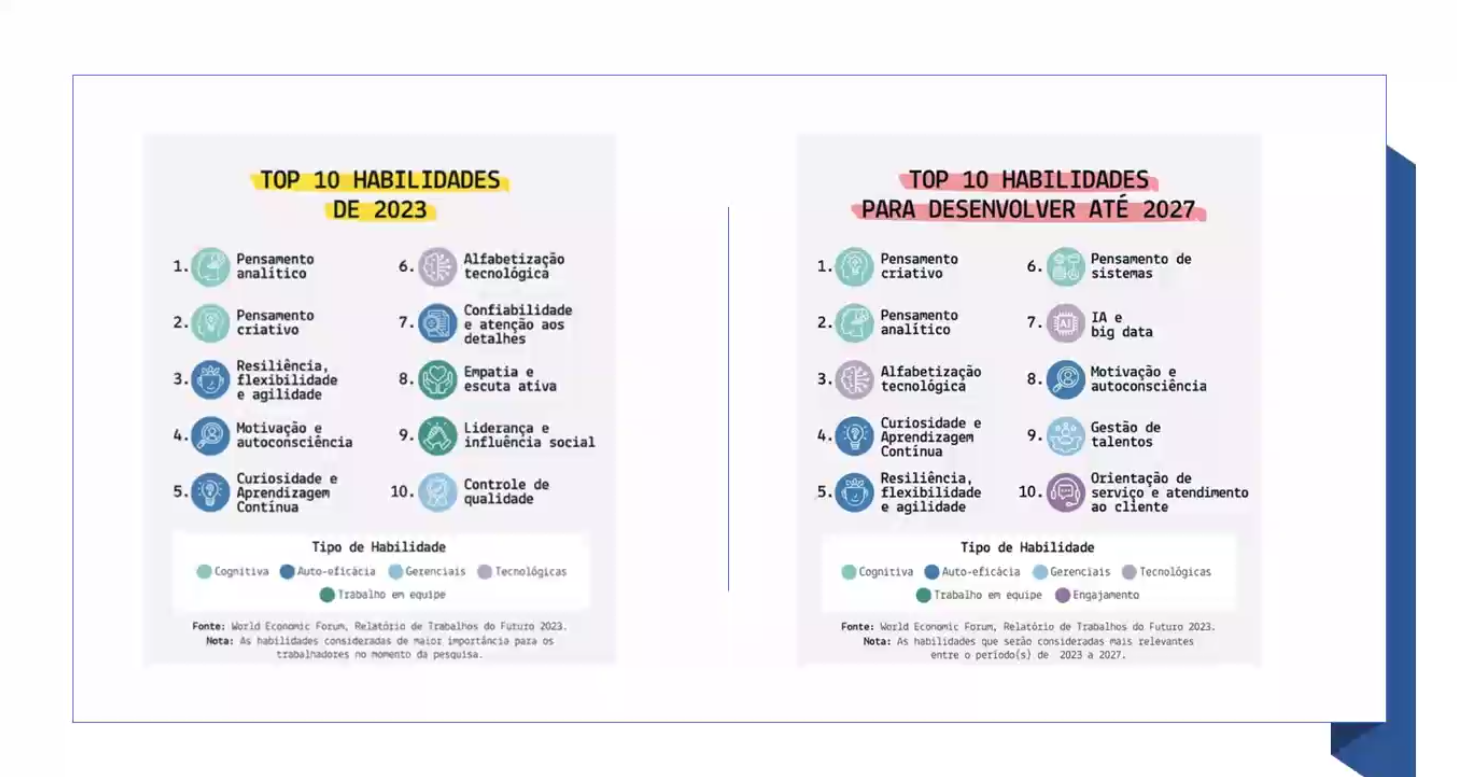 TOP 10 HABILIDADES
DE 2023
1. Pensamento
analítico
2. Pensamento
criativo
3. Resiliência,
flexibilidade
e agilidade
4. Motivação e
autoconsciência
5. Curiosidade e
Aprendizagem
Contínua
6. Alfabetização
tecnológica
7. Confiabilidade
e atenção aos
detalhes
8. Empatia e
escuta ativa
9. Liderança e
influência social
10. Controle de
qualidade
Tipo de Habilidade
Cognitiva Auto-eficácia Gerenciais Tecnológicas
Trabalho em equipe
Fonte: World Economic Forum, Relatório de Trabalhos do Futuro 2023.
Nota: As habilidades consideradas de maior importância para os
trabalhadores no momento da pesquisa.
TOP 10 HABILIDADES
PARA DESENVOLVER ATÉ 2027
1. Pensamento
criativo
2. Pensamento
analítico
3. Alfabetização
tecnológica
4. Curiosidade e
Aprendizagem
Contínua
5. Resiliência,
flexibilidade
e agilidade
6. Pensamento de
sistemas
7. AI IA e
big data
8. Motivação e
autoconsciência
9. Gestão de
talentos
10. Orientação de
serviço e atendimento
ao cliente
Tipo de Habilidade
Cognitiva Auto-eficácia Gerenciais Tecnológicas
Trabalho em equipe Engajamento
Fonte: World Economic Forum, Relatório de Trabalhos do Futuro 2023.
Nota: As habilidades que serão consideradas mais relevantes
entre o período(s) de 2023 a 2027.